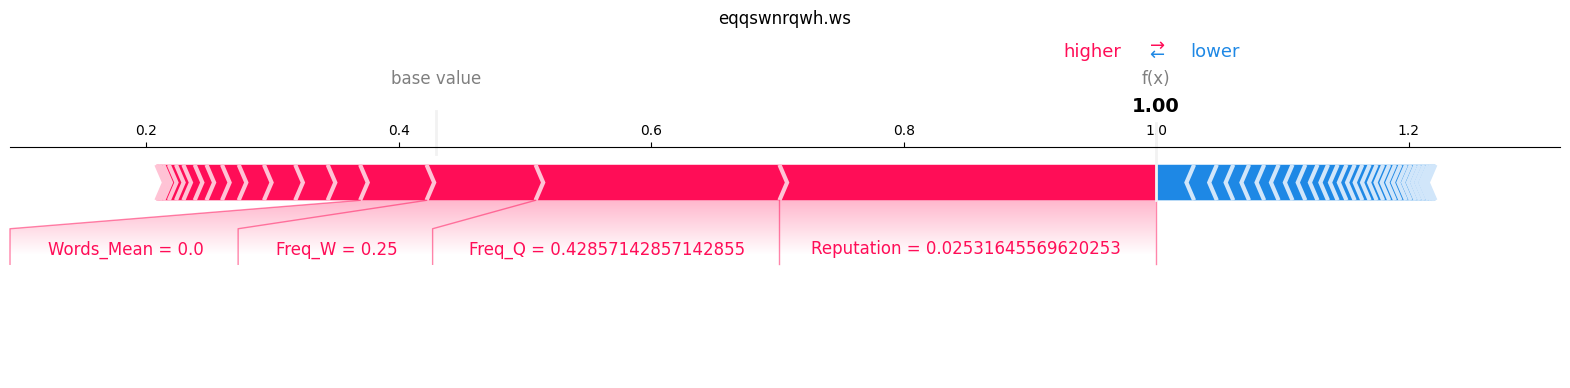 eqqswnrqwh.ws
higher ⇄ lower
base value f(x)
1.00
0.2 0.4 0.6 0.8 1.0 1.2
Words_Mean = 0.0 Freq_W = 0.25 Freq_Q = 0.42857142857142855 Reputation = 0.02531645569620253